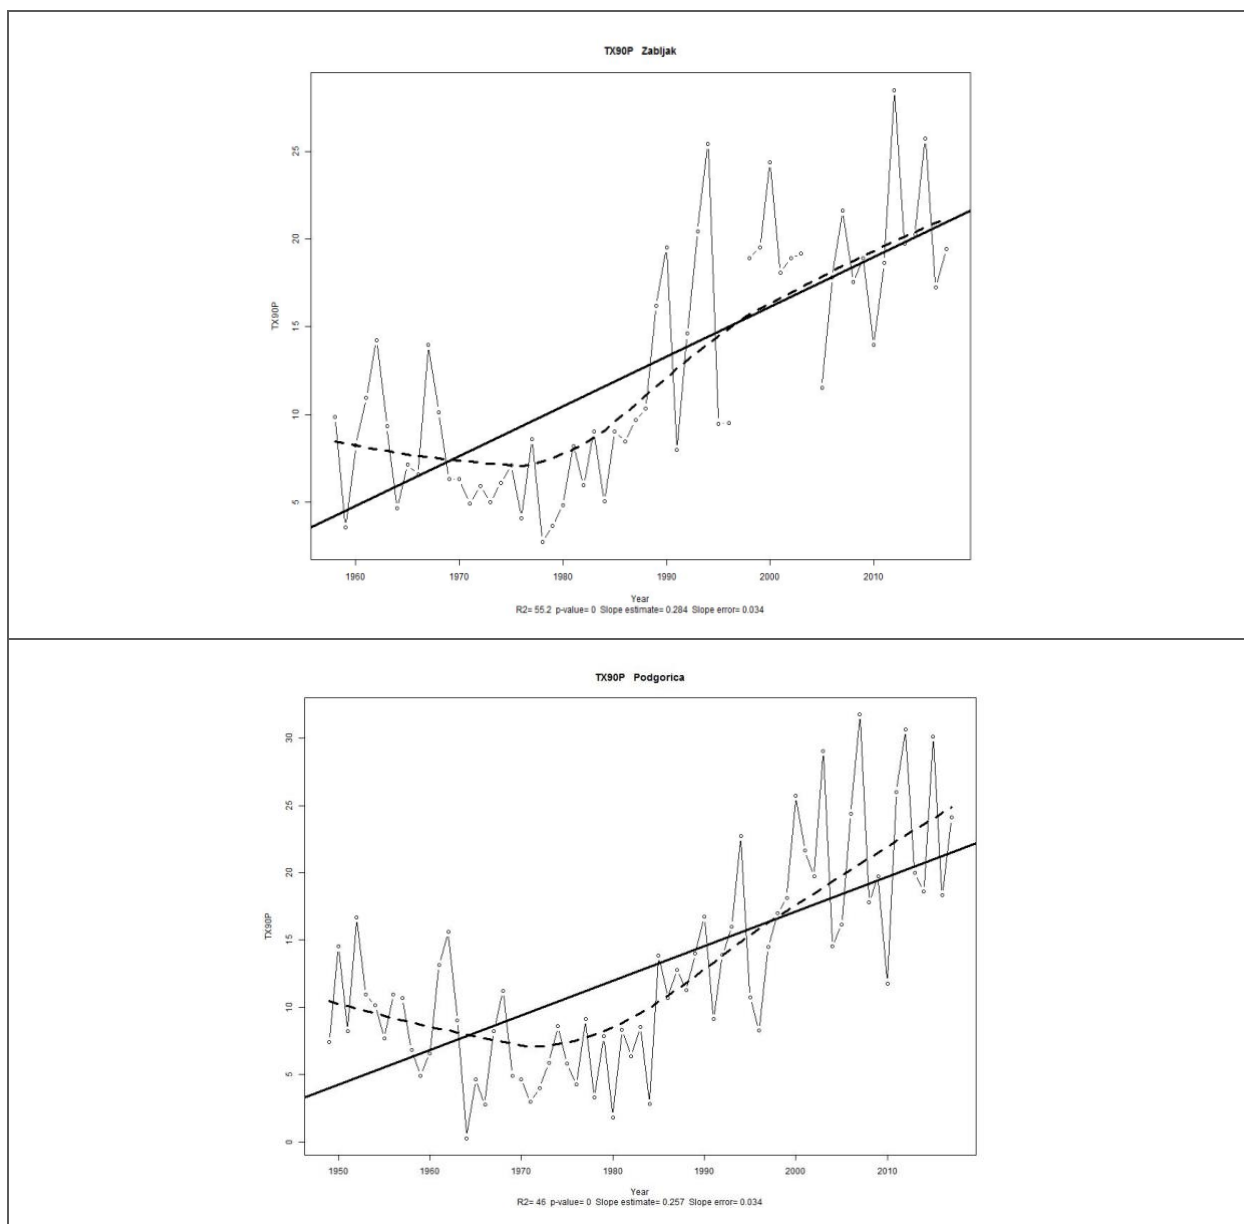 TX90P Zabljak
25
20
15
10
5
TX90P
1960 1970 1980 1990 2000 2010
Year
R2= 55.2 p-value= 0 Slope estimate= 0.284 Slope error= 0.034
TX90P Podgorica
30
25
20
15
10
5
0
TX90P
1950 1960 1970 1980 1990 2000 2010
Year
R2= 46 p-value= 0 Slope estimate= 0.257 Slope error= 0.034